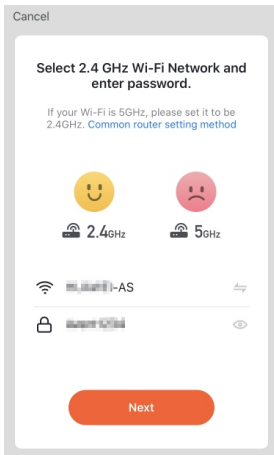 Cancel
Select 2.4 GHz Wi-Fi Network and
enter password.
If your Wi-Fi is 5GHz, please set it to be
2.4GHz. Common router setting method
2.4GHz
5GHz
-AS
Next